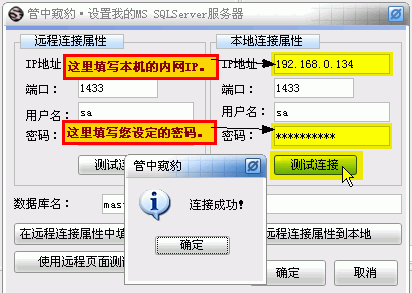 管中窥豹·设置我的MS SQLServer服务器
远程连接属性
本地连接属性
IP地址
这里填写本机的内网IP。
IP地址:
192.168.0.134
端口:
1433
端口:
1433
用户名:
sa
用户名:
sa
密码:
这里填写您设定的密码。
密码:
**********
测试连
测试连接
管中窥豹
连接成功!
确定
数据库名:
mas
在远程连接属性中填
远程连接属性到本地
使用远程页面测试
确定
取消